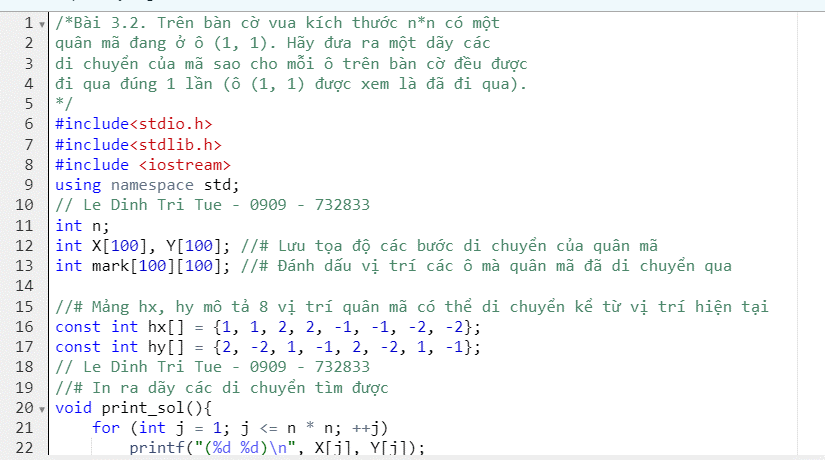 1 /*Bài 3.2. Trên bàn cờ vua kích thước n*n có một
2 quân mã đang ở ô (1, 1). Hãy đưa ra một dãy các
3 di chuyển của mã sao cho mỗi ô trên bàn cờ đều được
4 đi qua đúng 1 lần (ô (1, 1) được xem là đã đi qua).
5 */
6 #include<stdio.h>
7 #include<stdlib.h>
8 #include <iostream>
9 using namespace std;
10 // Le Dinh Tri Tue - 0909 - 732833
11 int n;
12 int X[100], Y[100]; //# Lưu tọa độ các bước di chuyển của quân mã
13 int mark[100][100]; //# Đánh dấu vị trí các ô mà quân mã đã di chuyển qua
14
15 //# Mảng hx, hy mô tả 8 vị trí quân mã có thể di chuyển kể từ vị trí hiện tại
16 const int hx[] = {1, 1, 2, 2, -1, -1, -2, -2};
17 const int hy[] = {2, -2, 1, -1, 2, -2, 1, -1};
18 // Le Dinh Tri Tue - 0909 - 732833
19 //# In ra dãy các di chuyển tìm được
20 void print_sol(){
21 for (int j = 1; j <= n * n; ++j)
22 printf("(%d %d)\n", X[j], Y[j]);